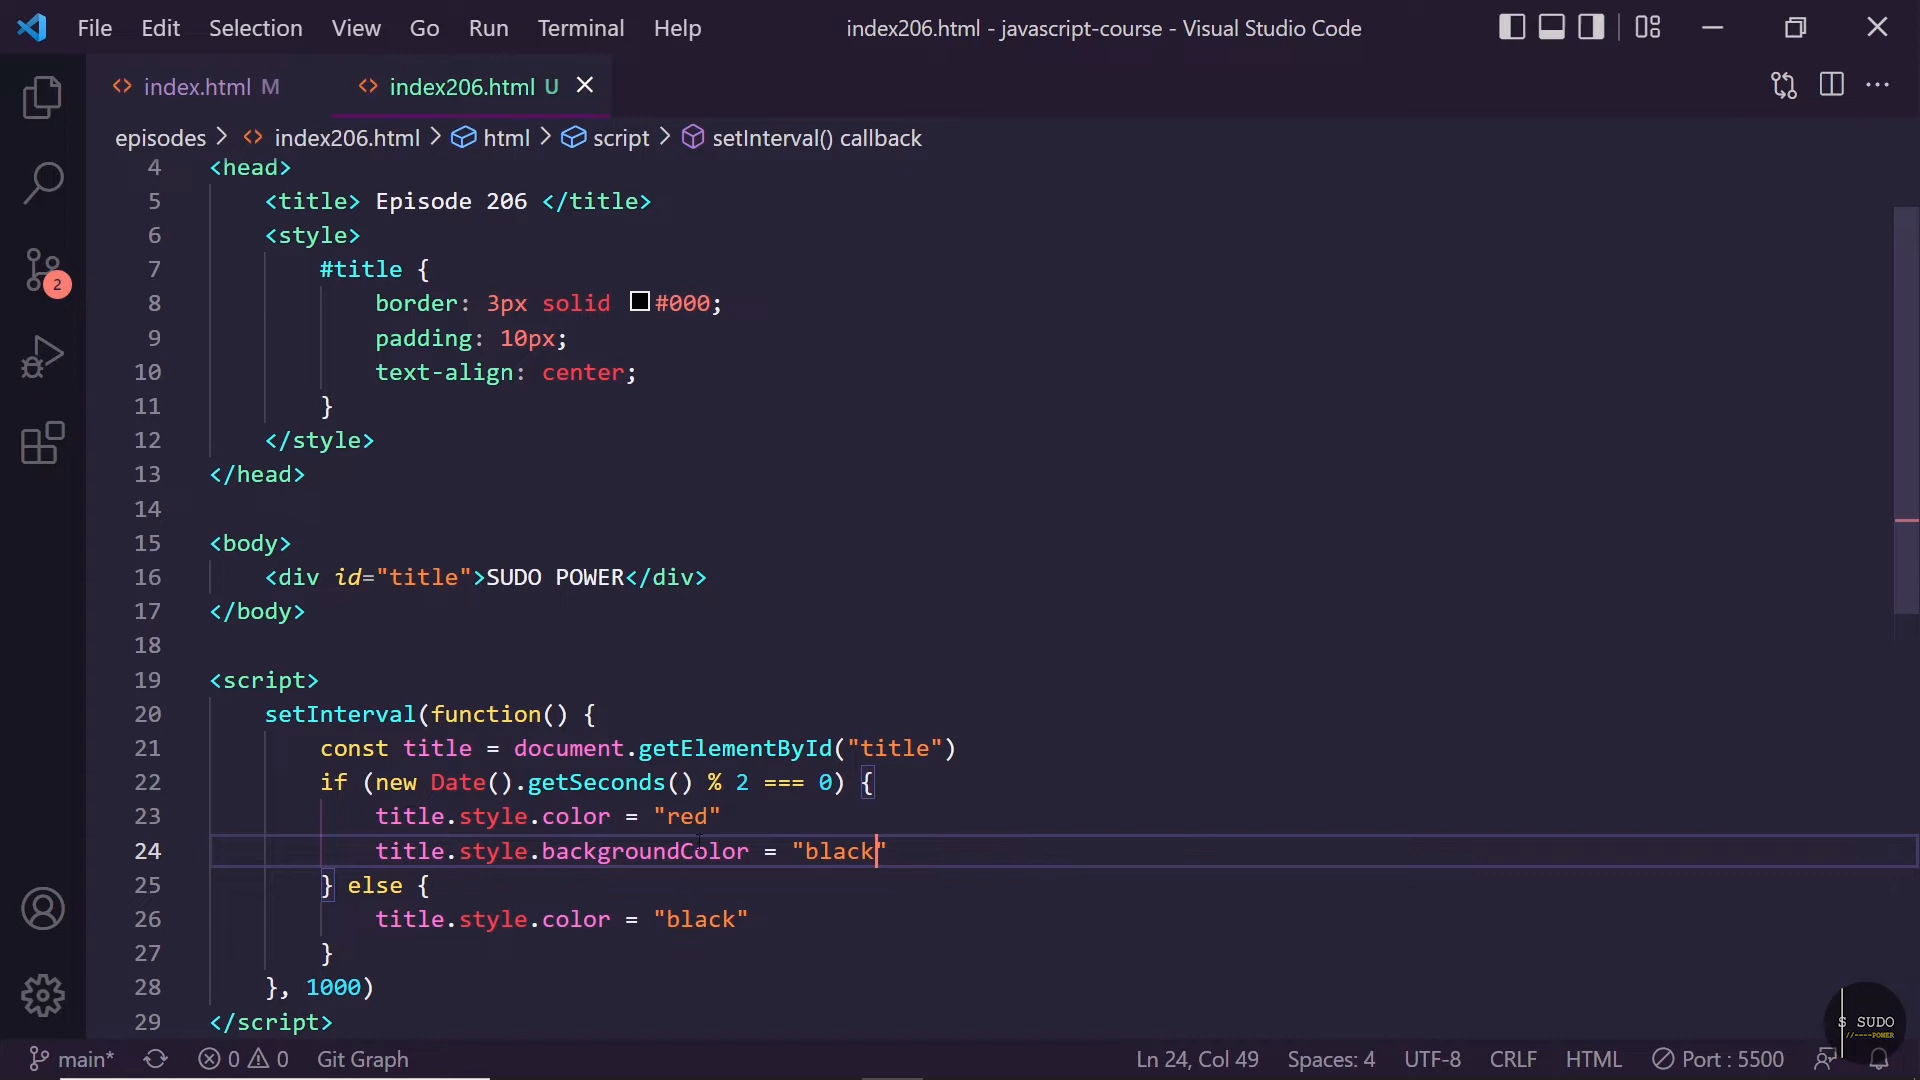 File Edit Selection View Go Run Terminal Help index206.html - javascript-course - Visual Studio Code
index.html M index206.html U
episodes > index206.html > html > script > setInterval() callback
4 <head>
5 <title> Episode 206 </title>
6 <style>
7 #title {
8 border: 3px solid #000;
9 padding: 10px;
10 text-align: center;
11 }
12 </style>
13 </head>
14
15 <body>
16 <div id="title">SUDO POWER</div>
17 </body>
18
19 <script>
20 setInterval(function() {
21 const title = document.getElementById("title")
22 if (new Date().getSeconds() % 2 === 0) {
23 title.style.color = "red"
24 title.style.backgroundColor = "black"
25 } else {
26 title.style.color = "black"
27 }
28 }, 1000)
29 </script>
2
$ SUDO
//----POWER
main* 0 0 Git Graph Ln 24, Col 49 Spaces: 4 UTF-8 CRLF HTML Port : 5500